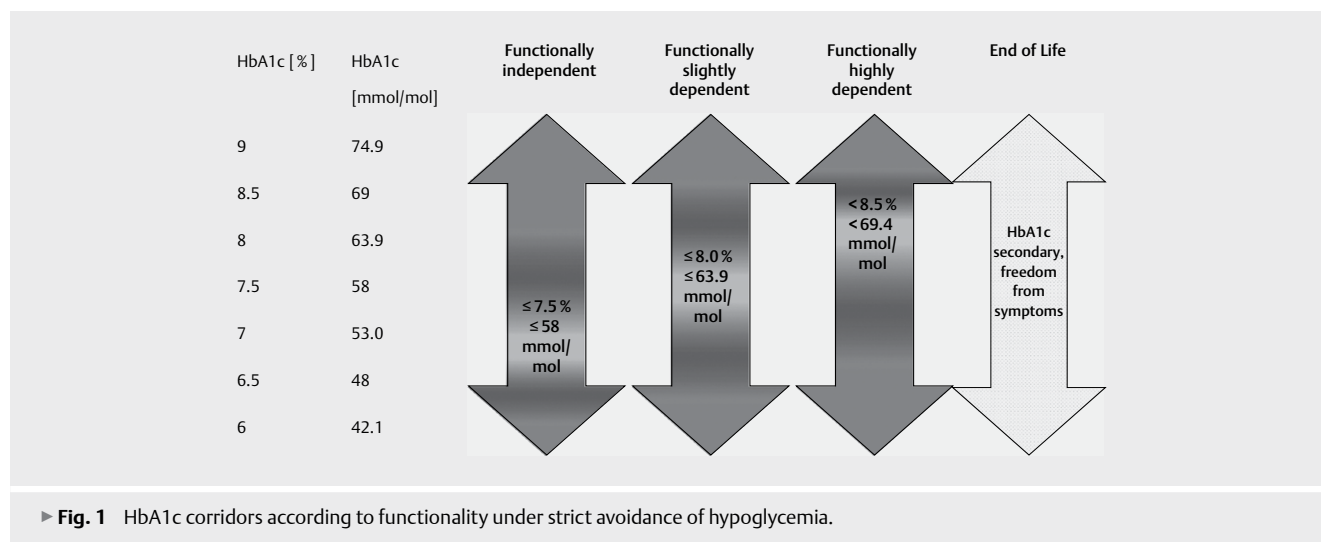 HbA1c [%] HbA1c
[mmol/mol]
Functionally
independent
Functionally
slightly
dependent
Functionally
highly
dependent
End of Life
9 74.9
8.5 69
8 63.9
7.5 58
7 53.0
6.5 48
6 42.1
≤7.5%
≤58
mmol/
mol
≤8.0%
≤63.9
mmol/
mol
<8.5%
<69.4
mmol/
mol
HbA1c
secondary,
freedom
from
symptoms
▶ Fig. 1 HbA1c corridors according to functionality under strict avoidance of hypoglycemia.